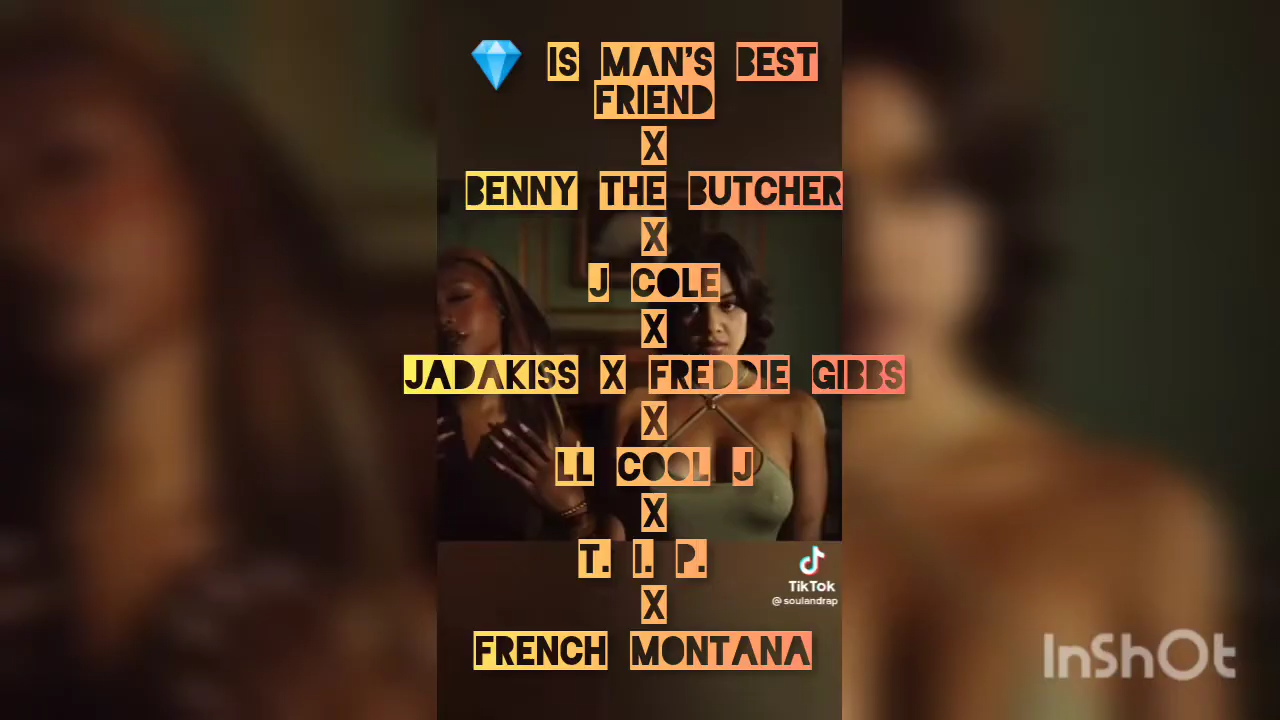 💎 IS MAN'S BEST
FRIEND
X
BENNY THE BUTCHER
X
J COLE
X
JADAKISS X FREDDIE GIBBS
X
LL COOL J
X
T. I. P.
X
FRENCH MONTANA
TikTok
@soulandrap
InShOt